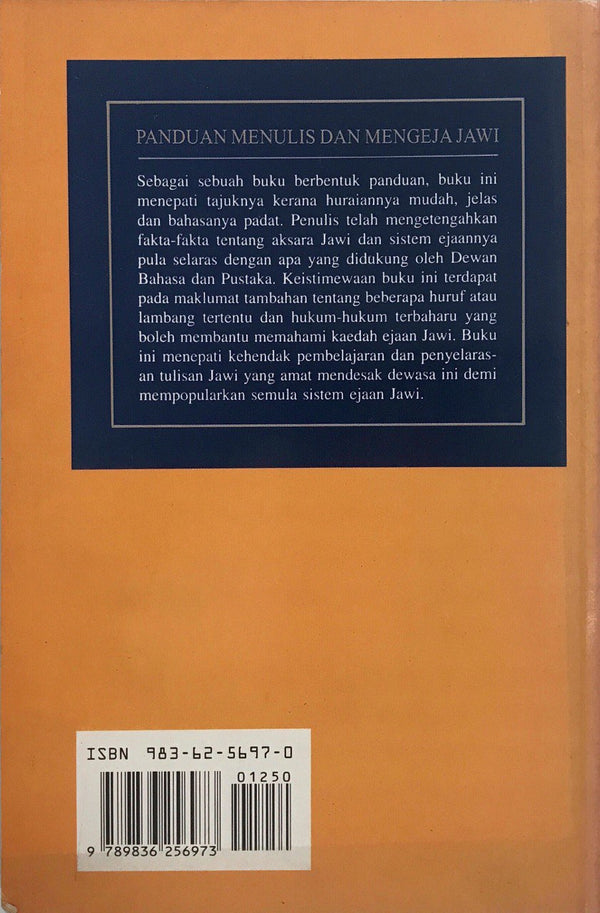 PANDUAN MENULIS DAN MENGEJA JAWI
Sebagai sebuah buku berbentuk panduan, buku ini
menepati tajuknya kerana huraiannya mudah, jelas
dan bahasanya padat. Penulis telah mengetengahkan
fakta-fakta tentang aksara Jawi dan sistem ejaannya
pula selaras dengan apa yang didukung oleh Dewan
Bahasa dan Pustaka. Keistimewaan buku ini terdapat
pada maklumat tambahan tentang beberapa huruf atau
lambang tertentu dan hukum-hukum terbaharu yang
boleh membantu memahami kaedah ejaan Jawi. Buku
ini menepati kehendak pembelajaran dan penyelaras-
an tulisan Jawi yang amat mendesak dewasa ini demi
mempopularkan semula sistem ejaan Jawi.
ISBN 983-62-5697-0
01250
9 789836 256973